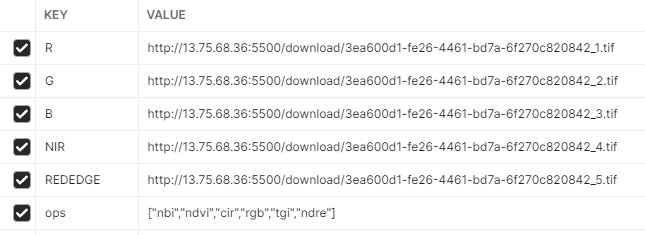 KEY VALUE
R http://13.75.68.36:5500/download/3ea600d1-fe26-4461-bd7a-6f270c820842_1.tif
G http://13.75.68.36:5500/download/3ea600d1-fe26-4461-bd7a-6f270c820842_2.tif
B http://13.75.68.36:5500/download/3ea600d1-fe26-4461-bd7a-6f270c820842_3.tif
NIR http://13.75.68.36:5500/download/3ea600d1-fe26-4461-bd7a-6f270c820842_4.tif
REDEDGE http://13.75.68.36:5500/download/3ea600d1-fe26-4461-bd7a-6f270c820842_5.tif
ops ["nbi","ndvi","cir","rgb","tgi","ndre"]